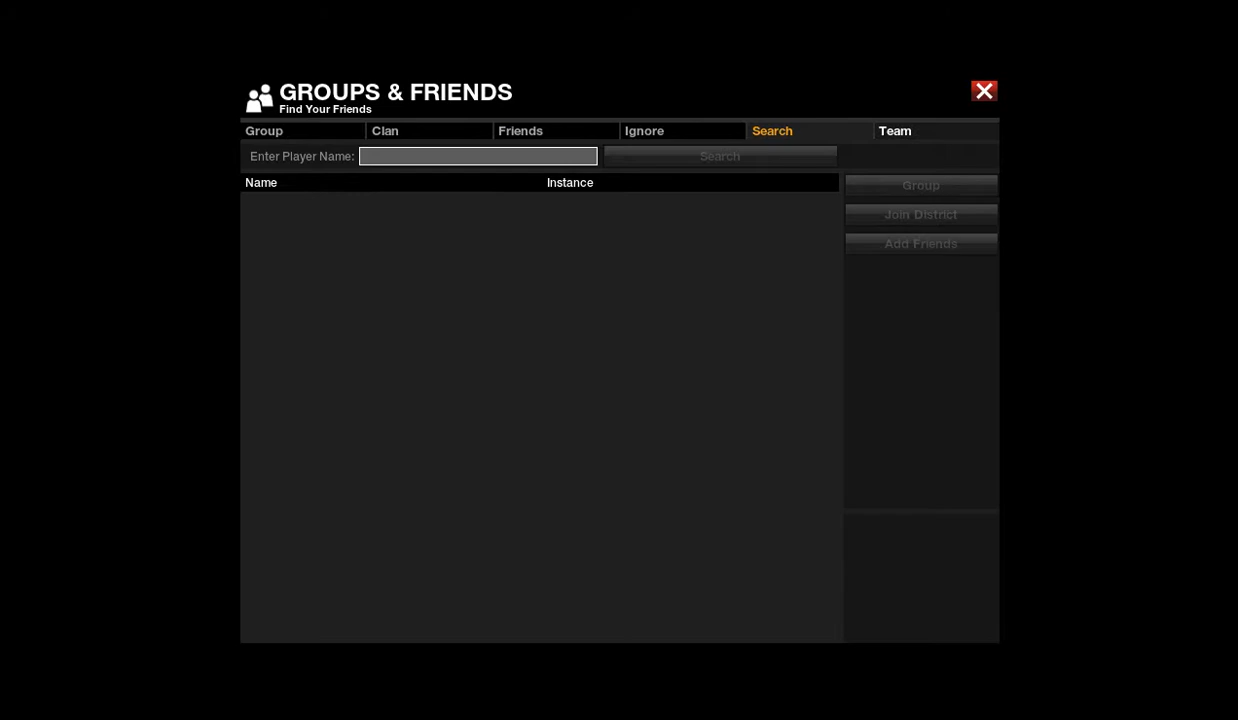 GROUPS & FRIENDS
Find Your Friends
Group Clan Friends Ignore Search Team
Enter Player Name: Search
Name Instance
Group
Join District
Add Friends